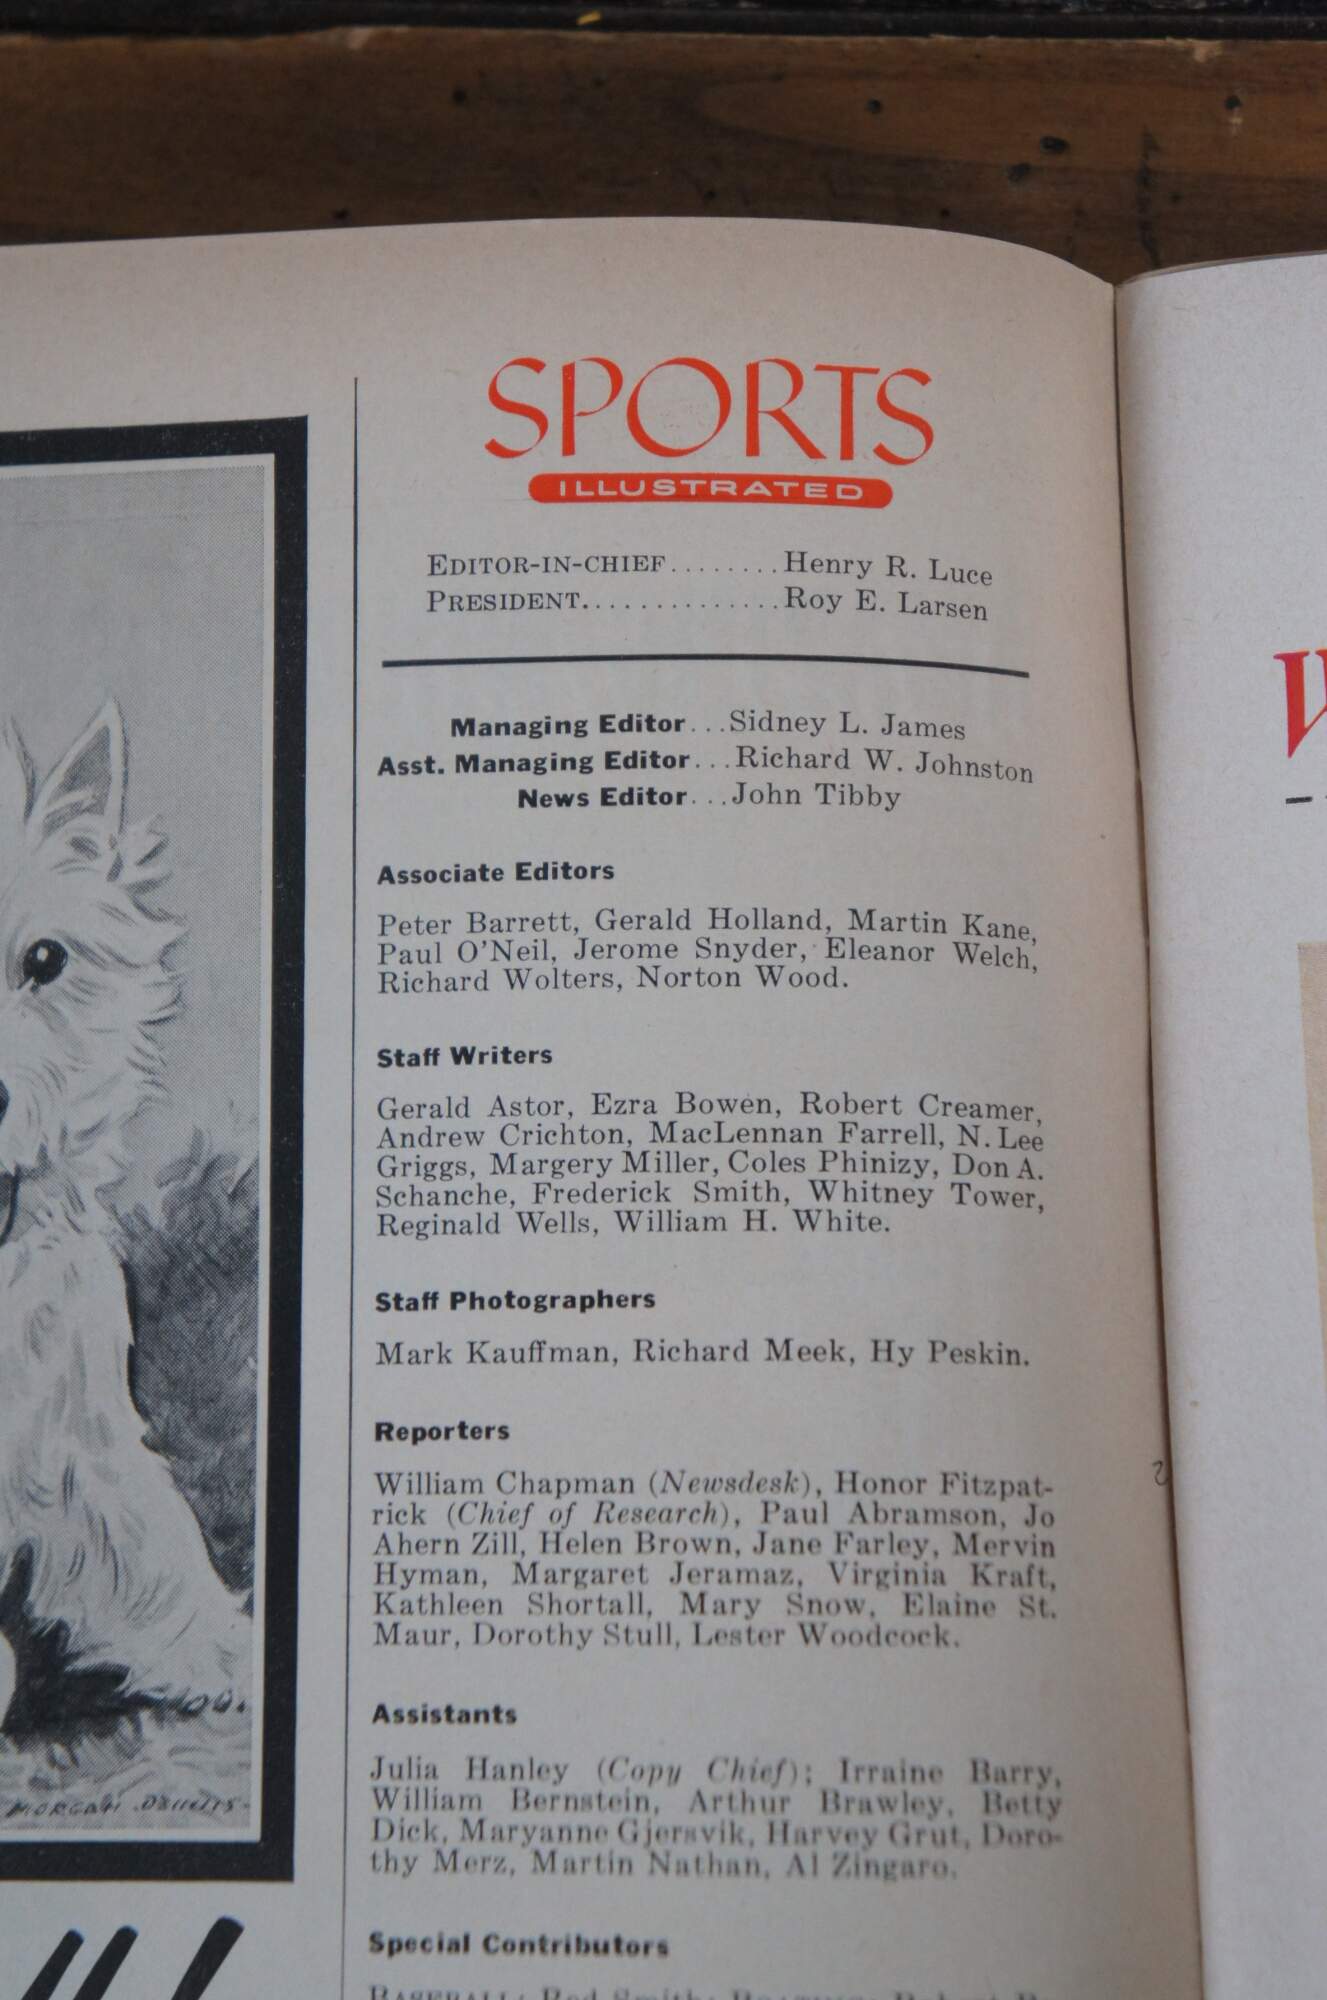 SPORTS
ILLUSTRATED
EDITOR-IN-CHIEF........Henry R. Luce
PRESIDENT..............Roy E. Larsen
Managing Editor...Sidney L. James
Asst. Managing Editor...Richard W. Johnston
News Editor...John Tibby
Associate Editors
Peter Barrett, Gerald Holland, Martin Kane,
Paul O'Neil, Jerome Snyder, Eleanor Welch,
Richard Wolters, Norton Wood.
Staff Writers
Gerald Astor, Ezra Bowen, Robert Creamer,
Andrew Crichton, MacLennan Farrell, N. Lee
Griggs, Margery Miller, Coles Phinizy, Don A.
Schanche, Frederick Smith, Whitney Tower,
Reginald Wells, William H. White.
Staff Photographers
Mark Kauffman, Richard Meek, Hy Peskin.
Reporters
William Chapman (Newsdesk), Honor Fitzpat-
rick (Chief of Research), Paul Abramson, Jo
Ahern Zill, Helen Brown, Jane Farley, Mervin
Hyman, Margaret Jeramaz, Virginia Kraft,
Kathleen Shortall, Mary Snow, Elaine St.
Maur, Dorothy Stull, Lester Woodcock.
Assistants
Julia Hanley (Copy Chief); Irraine Barry,
William Bernstein, Arthur Brawley, Betty
Dick, Maryanne Gjersvik, Harvey Grut, Doro-
thy Merz, Martin Nathan, Al Zingaro.
Special Contributors
BASEBALL: Red Smith; BOATING: Robert
MORGAN DENNIS